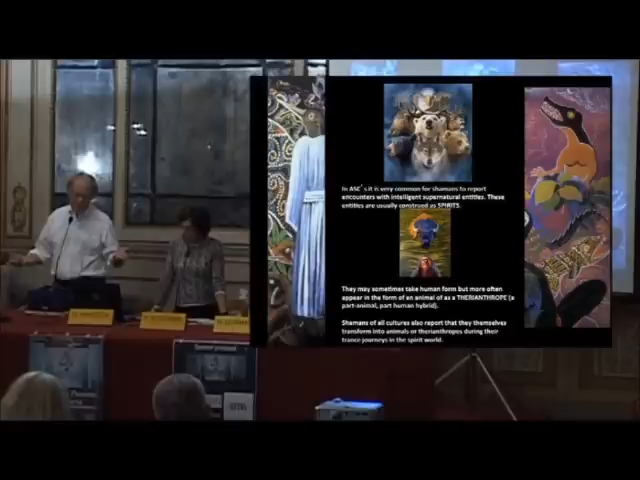 In ASC's it is very common for shamans to report
encounters with intelligent supernatural entities. These
entities are usually construed as SPIRITS.
They may sometimes take human form but more often
appear in the form of an animal of as a THERIANTHROPE (a
part-animal, part human hybrid).
Shamans of all cultures also report that they themselves
transform into animals or therianthropes during their
trance journeys in the spirit world.